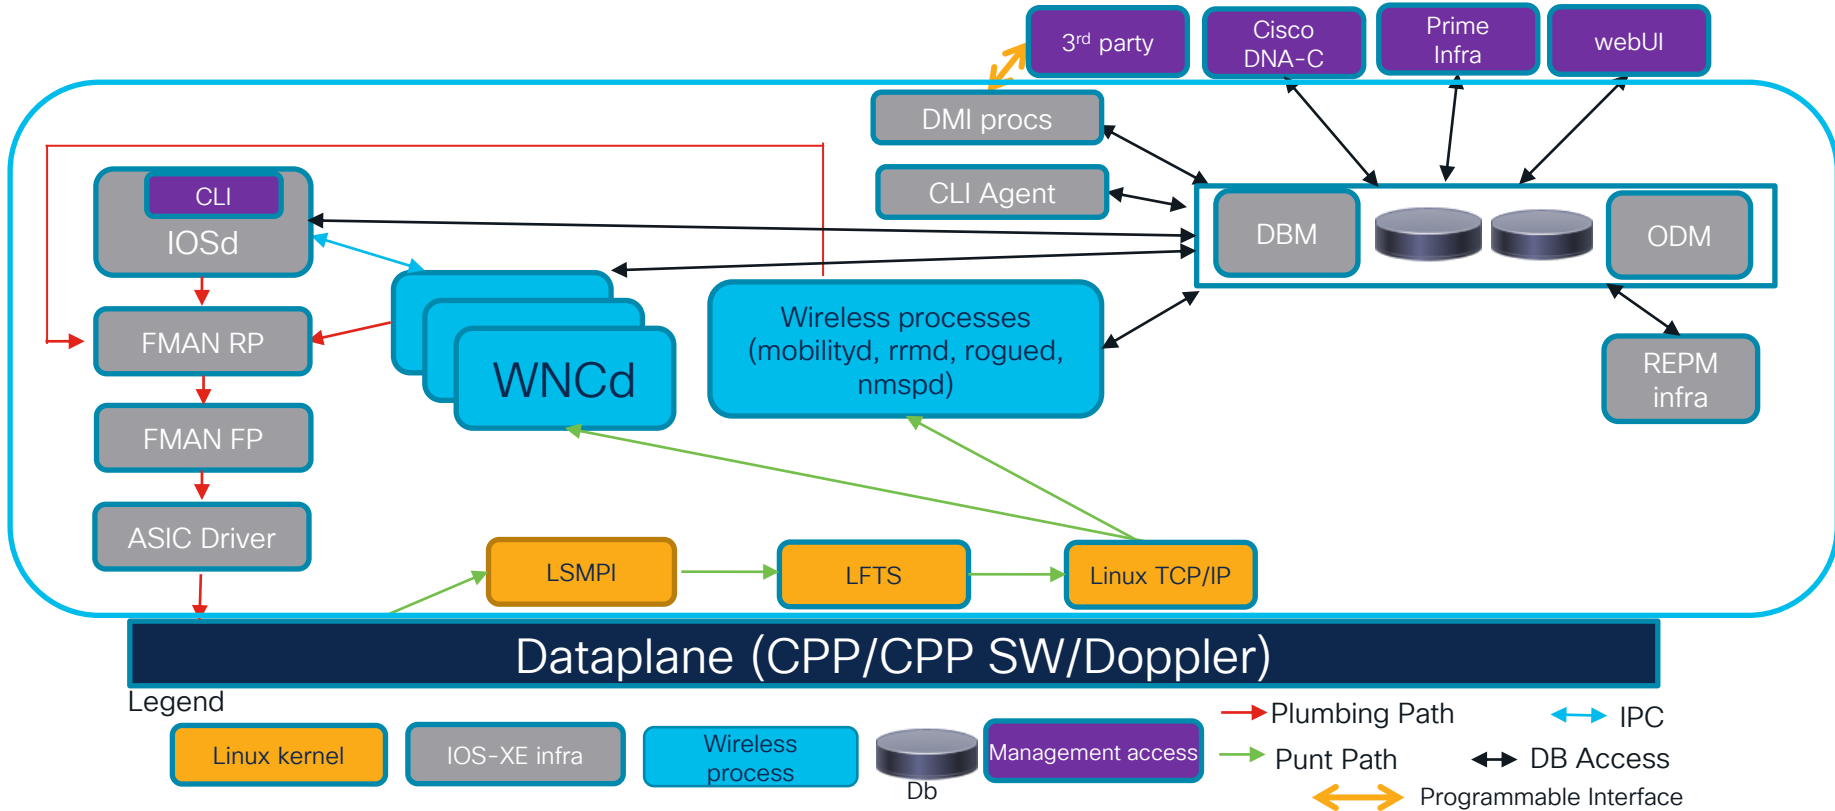 3rd party
Cisco
DNA-C
Prime
Infra
webUI
DMI procs
CLI Agent
CLI
IOSd
DBM
ODM
FMAN RP
WNCd
Wireless processes
(mobilityd, rrmd, rogued,
nmspd)
REPM
infra
FMAN FP
ASIC Driver
LSMPI
LFTS
Linux TCP/IP
Dataplane (CPP/CPP SW/Doppler)
Legend
Linux kernel
IOS-XE infra
Wireless
process
Db
Management access
Plumbing Path
IPC
Punt Path
DB Access
Programmable Interface